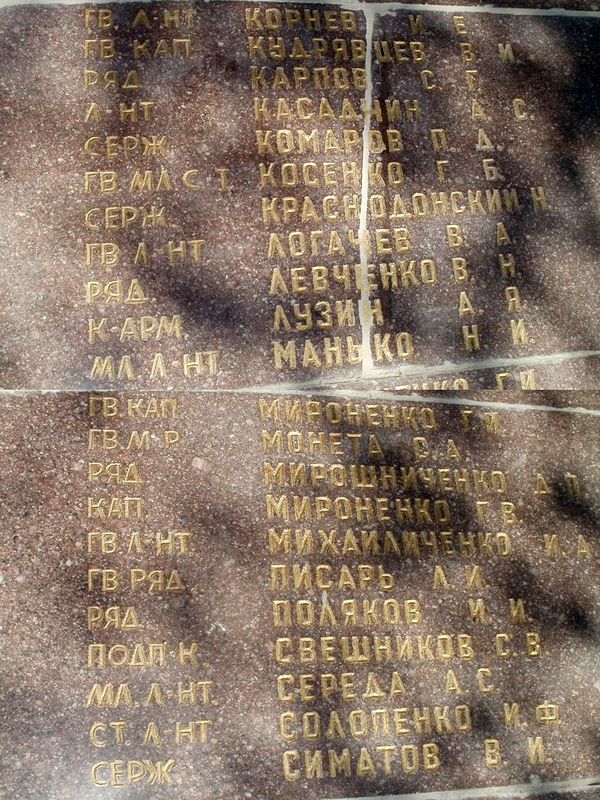 ГВ. Л-НТ КОРНЕВ И. Е
ГВ. КАП. КУДРЯВЦЕВ В. И.
РЯД. КАРПОВ С. Г.
Л-НТ КАСАДЧИН А. С.
СЕРЖ. КОМАРОВ П. Д.
ГВ МЛ С Т КОСЕНКО Г. Б.
СЕРЖ. КРАСНОДОНСКИЙ Н.
ГВ Л-НТ ЛОГАЧЕВ В. А
РЯД. ЛЕВЧЕНКО В. Н.
К-АРМ. ЛУЗИН А. Я
МЛ. Л-НТ МАНЬКО Н И.
Г.И.
ГВ. КАП. МИРОНЕНКО Г.И.
ГВ. М-Р МОНЕТА С. А.
РЯД. МИРОШНИЧЕНКО Д. П.
КАП. МИРОНЕНКО Г. В.
ГВ. Л-НТ. МИХАИЛИЧЕНКО И. А
ГВ. РЯД. ПИСАРЬ Л. И.
РЯД. ПОЛЯКОВ И. И.
ПОДП-К. СВЕШНИКОВ С. В
МЛ. Л-НТ. СЕРЕДА А. С.
СТ. Л-НТ. СОЛОПЕНКО И. Ф.
СЕРЖ. СИМАТОВ В. И.